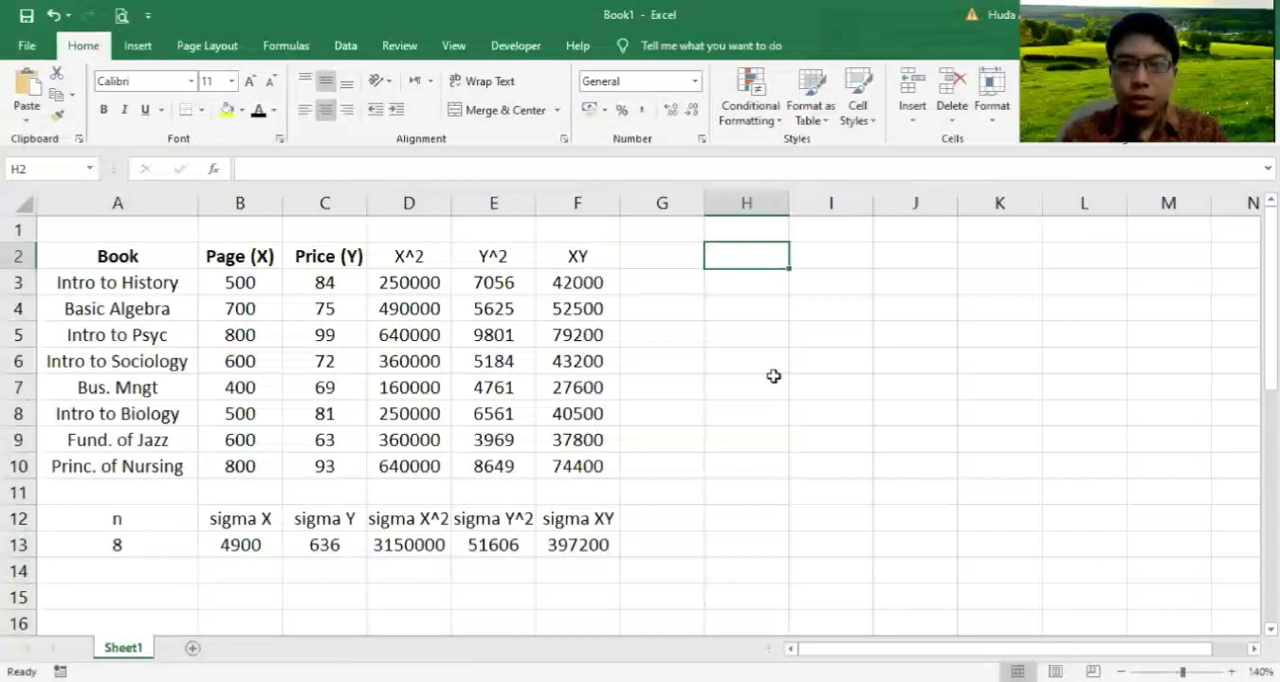 Book1 - Excel
Huda
File Home Insert Page Layout Formulas Data Review View Developer Help Tell me what you want to do
Calibri 11 A A Wrap Text General
Paste B I U A Merge & Center % , Conditional Formatting Format as Table Cell Styles Insert Delete Format
Clipboard Font Alignment Number Styles Cells
H2 fx
A B C D E F G H I J K L M N
1
2 Book Page (X) Price (Y) X^2 Y^2 XY
3 Intro to History 500 84 250000 7056 42000
4 Basic Algebra 700 75 490000 5625 52500
5 Intro to Psyc 800 99 640000 9801 79200
6 Intro to Sociology 600 72 360000 5184 43200
7 Bus. Mngt 400 69 160000 4761 27600
8 Intro to Biology 500 81 250000 6561 40500
9 Fund. of Jazz 600 63 360000 3969 37800
10 Princ. of Nursing 800 93 640000 8649 74400
11
12 n sigma X sigma Y sigma X^2 sigma Y^2 sigma XY
13 8 4900 636 3150000 51606 397200
14
15
16
Sheet1
Ready 140%